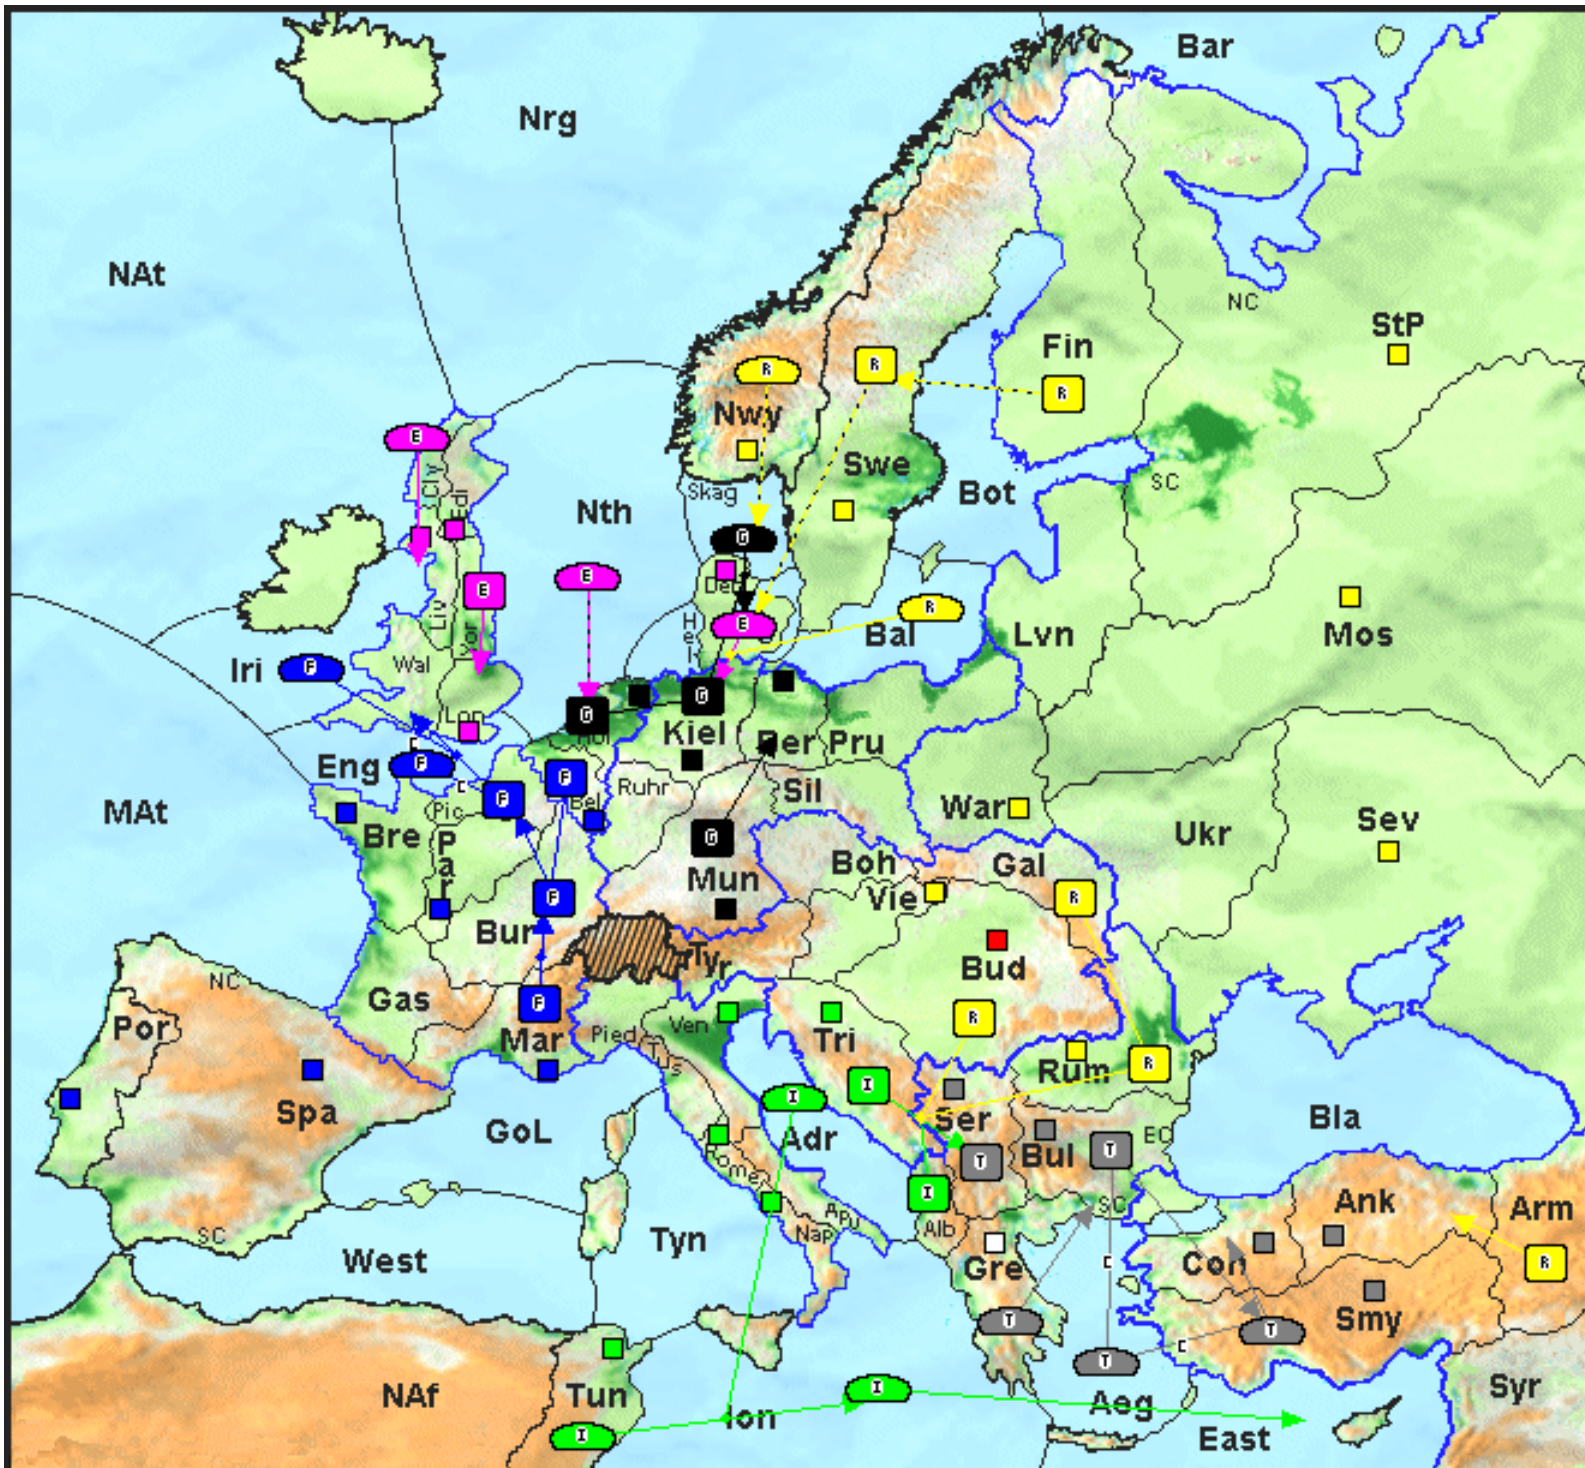 Bar
Nrg
NAt
NC
StP
Fin
R
R
R
Nwy
E
Cly
Edl
Swe
SC
Bot
Skag
Nth
G
E
E
Den
R
Bal
Lvn
Mos
E
Hel
Liv
Yor
Iri
F
Wal
Lon
G
G
Hol
Kiel
Ber
Pru
Eng
F
C
F
F
Pic
Bel
Ruhr
Sil
War
MAt
Bre
Par
G
Boh
Gal
Ukr
Sev
Mun
Vie
R
F
Bur
Tyr
Bud
NC
Gas
F
Mar
Por
Pied
Ven
Tus
Tri
R
Rum
R
Spa
GoL
I
I
Adr
Ser
Bla
Rome
T
Bul
T
EC
SC
Apu
Nap
I
Alb
Ank
Arm
SC
West
Tyn
Gre
C
Con
R
T
T
Smy
C
T
NAf
Tun
I
Ion
Aeg
East
Syr
I